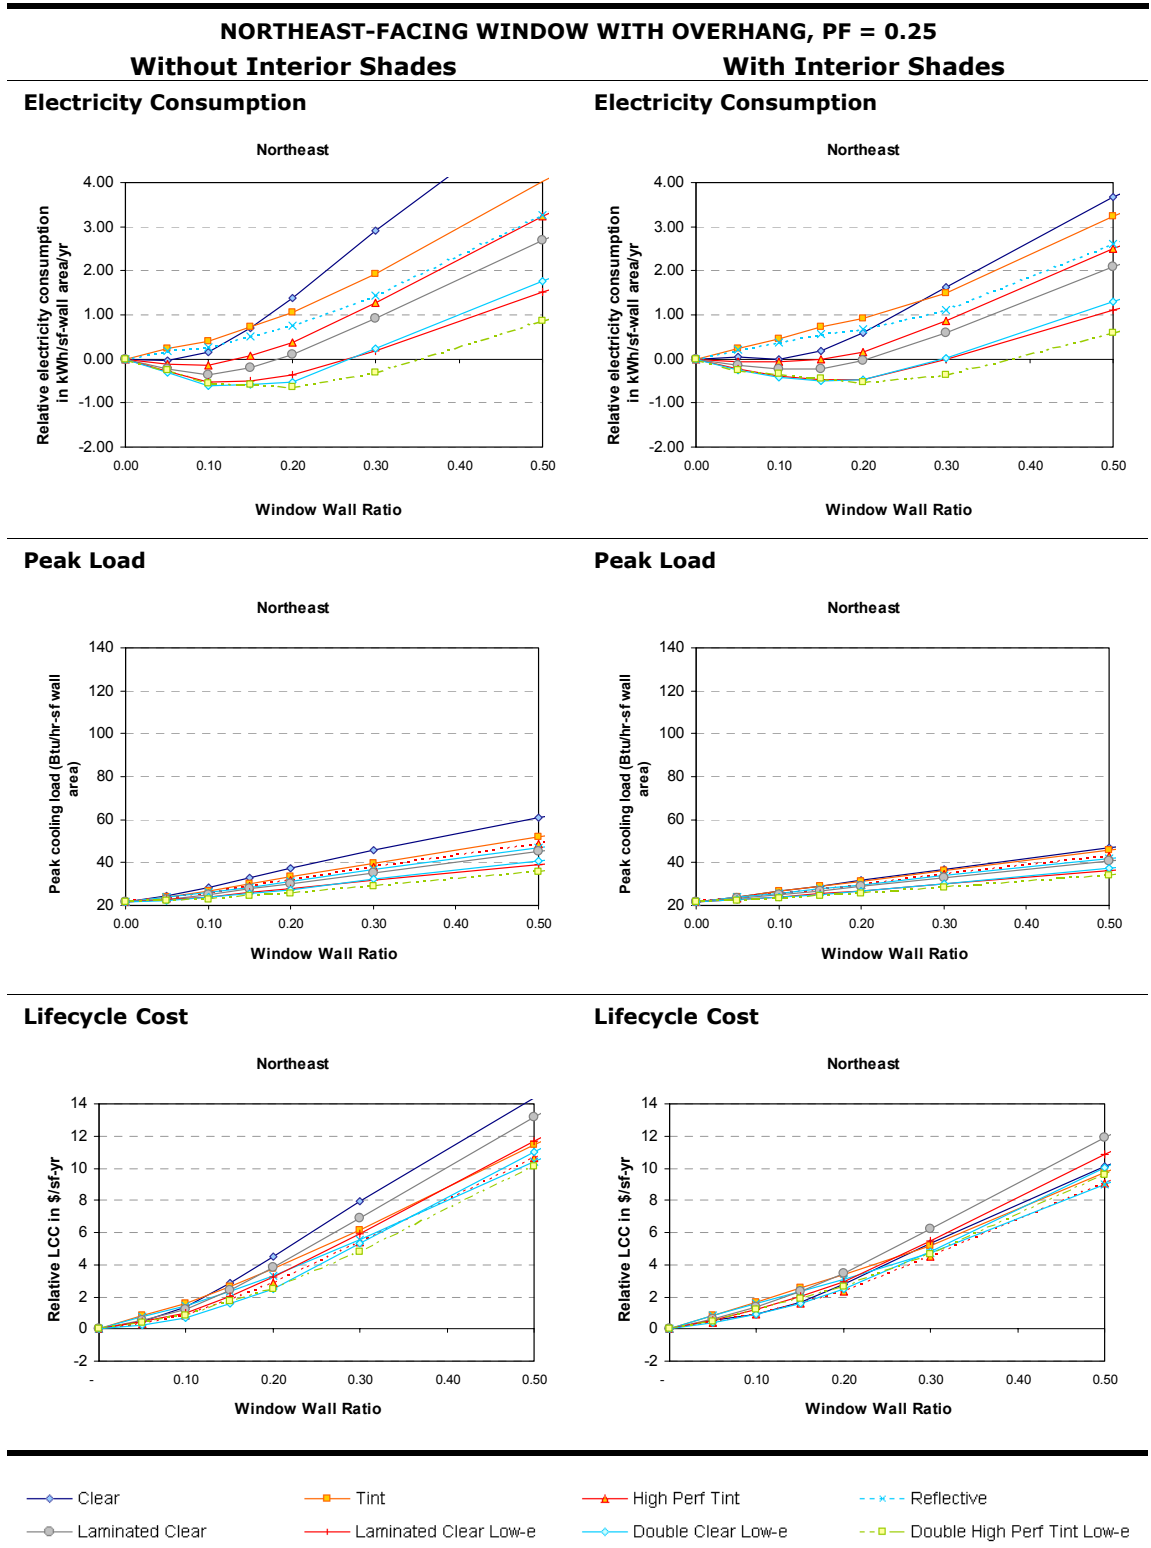 NORTHEAST-FACING WINDOW WITH OVERHANG, PF = 0.25
Without Interior Shades
With Interior Shades
Electricity Consumption
Electricity Consumption
Northeast
Relative electricity consumption
in kWh/sf-wall area/yr
4.00
3.00
2.00
1.00
0.00
-1.00
-2.00
0.00 0.10 0.20 0.30 0.40 0.50
Window Wall Ratio
Northeast
Relative electricity consumption
in kWh/sf-wall area/yr
4.00
3.00
2.00
1.00
0.00
-1.00
-2.00
0.00 0.10 0.20 0.30 0.40 0.50
Window Wall Ratio
Peak Load
Peak Load
Northeast
Peak cooling load (Btu/hr-sf wall
area)
140
120
100
80
60
40
20
0.00 0.10 0.20 0.30 0.40 0.50
Window Wall Ratio
Northeast
Peak cooling load (Btu/hr-sf wall
area)
140
120
100
80
60
40
20
0.00 0.10 0.20 0.30 0.40 0.50
Window Wall Ratio
Lifecycle Cost
Lifecycle Cost
Northeast
Relative LCC in $/sf-yr
14
12
10
8
6
4
2
0
-2
- 0.10 0.20 0.30 0.40 0.50
Window Wall Ratio
Northeast
Relative LCC in $/sf-yr
14
12
10
8
6
4
2
0
-2
- 0.10 0.20 0.30 0.40 0.50
Window Wall Ratio
Clear
Tint
High Perf Tint
Reflective
Laminated Clear
Laminated Clear Low-e
Double Clear Low-e
Double High Perf Tint Low-e